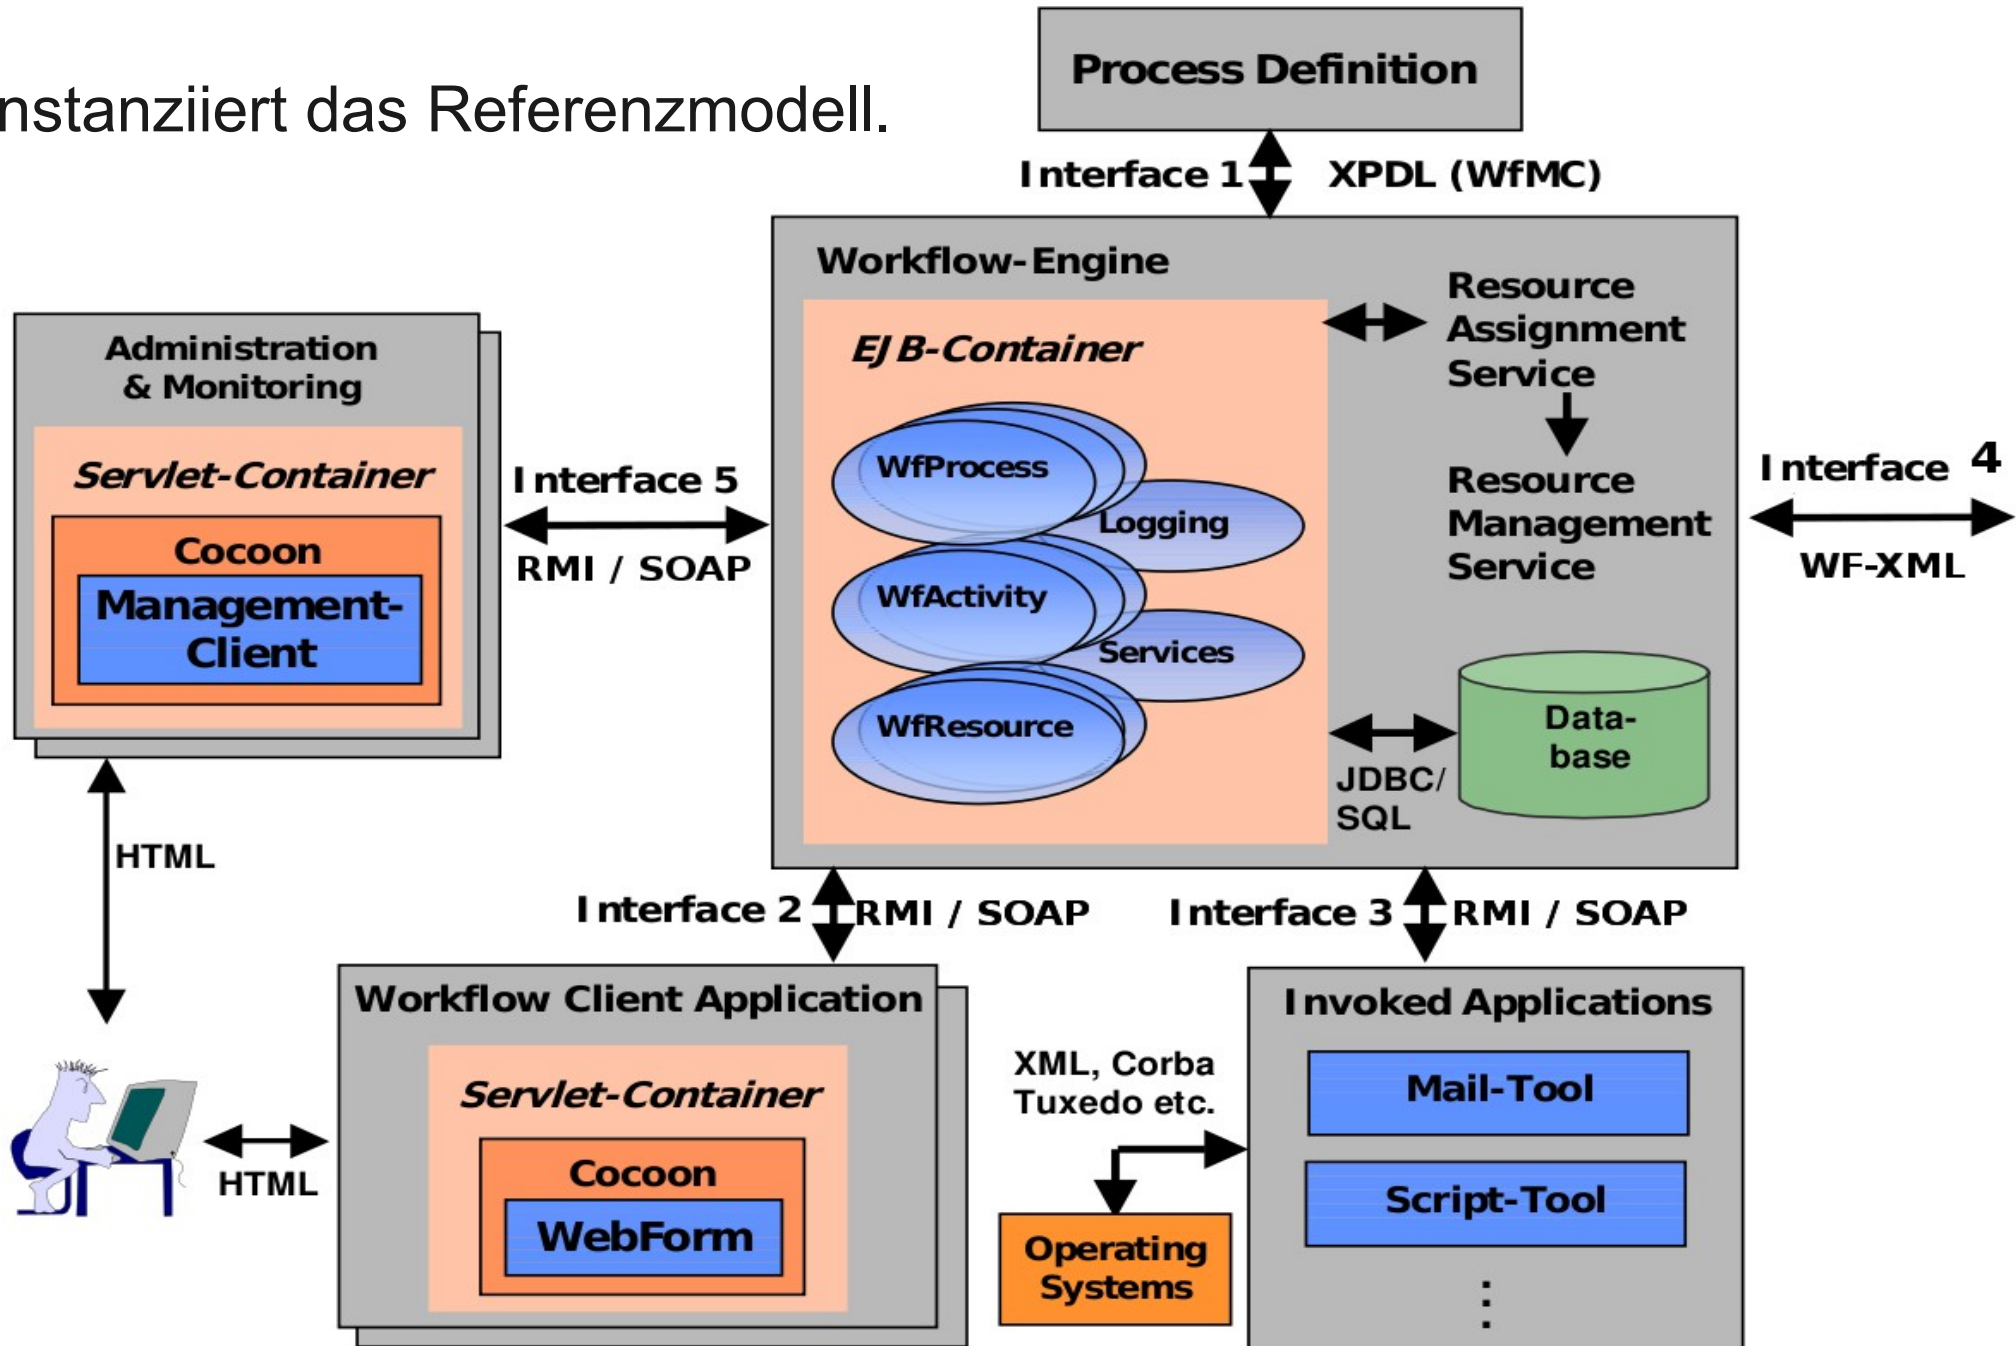 nstanziiert das Referenzmodell.
Process Definition
Interface 1
XPDL (WfMC)
Workflow-Engine
EJB-Container
WfProcess
Logging
WfActivity
Services
WfResource
Resource
Assignment
Service
Resource
Management
Service
JDBC/
SQL
Data-
base
Interface 4
WF-XML
Administration
& Monitoring
Servlet-Container
Cocoon
Management-
Client
Interface 5
RMI / SOAP
HTML
Interface 2
RMI / SOAP
Interface 3
RMI / SOAP
HTML
Workflow Client Application
Servlet-Container
Cocoon
WebForm
XML, Corba
Tuxedo etc.
Operating
Systems
Invoked Applications
Mail-Tool
Script-Tool
⋮